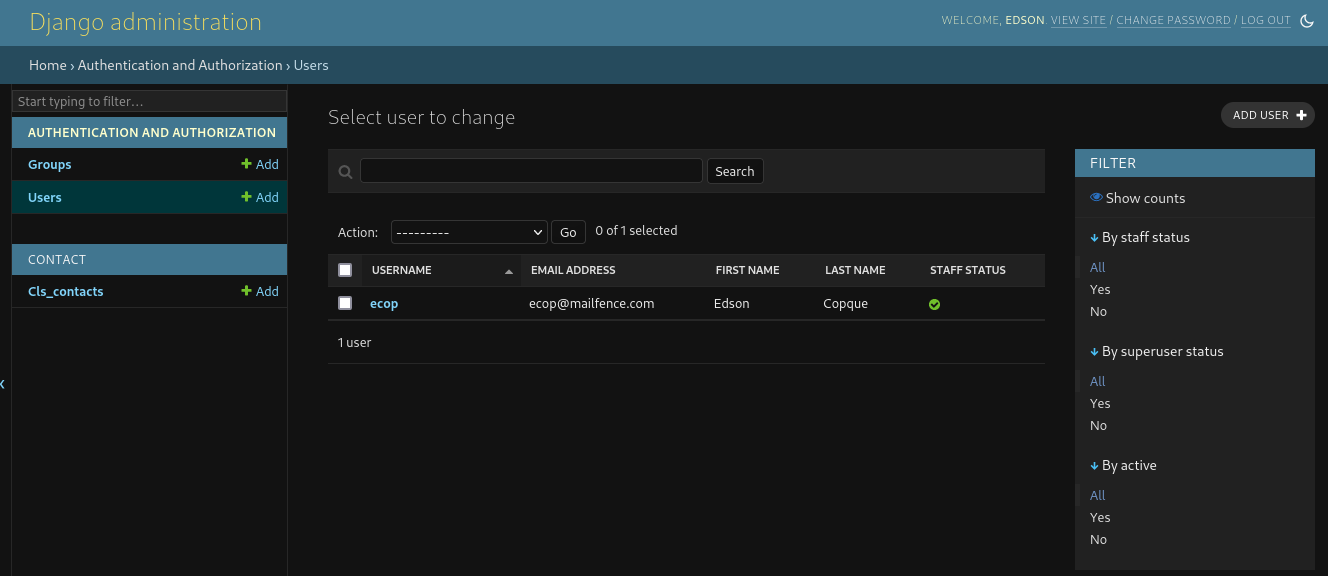 Django administration
WELCOME, EDSON. VIEW SITE / CHANGE PASSWORD / LOG OUT
Home › Authentication and Authorization › Users
Start typing to filter…
AUTHENTICATION AND AUTHORIZATION
Groups + Add
Users + Add
CONTACT
Cls_contacts + Add
Select user to change
ADD USER +
Search
Action: --------- Go 0 of 1 selected
USERNAME EMAIL ADDRESS FIRST NAME LAST NAME STAFF STATUS
ecop ecop@mailfence.com Edson Copque
1 user
FILTER
Show counts
↓ By staff status
All
Yes
No
↓ By superuser status
All
Yes
No
↓ By active
All
Yes
No